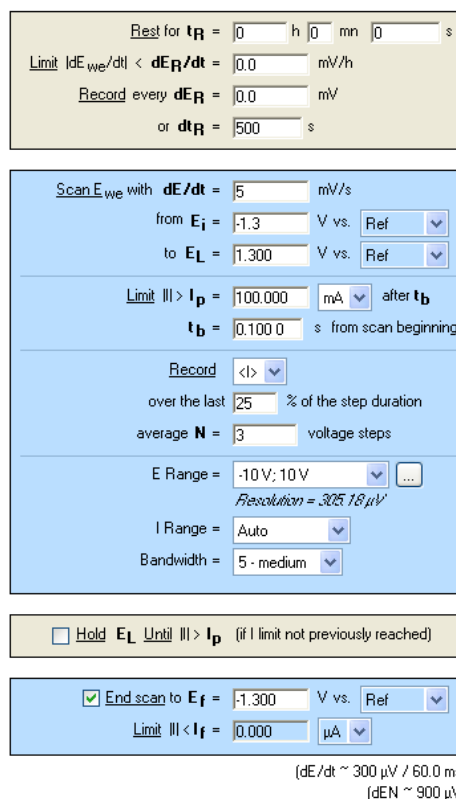 Rest for tR = 0 h 0 mn 0 s
Limit |dEwe/dt| < dER/dt = 0.0 mV/h
Record every dER = 0.0 mV
or dtR = 500 s
Scan Ewe with dE/dt = 5 mV/s
from Ei = -1.3 V vs. Ref
to EL = 1.300 V vs. Ref
Limit |I| > Ip = 100.000 mA after tb
tb = 0.100 0 s from scan beginning
Record <I>
over the last 25 % of the step duration
average N = 3 voltage steps
E Range = -10 V; 10 V ...
Resolution = 305.18 µV
I Range = Auto
Bandwidth = 5 - medium
Hold EL Until |I| > Ip (if I limit not previously reached)
End scan to Ef = -1.300 V vs. Ref
Limit |I| < If = 0.000 µA
(dE/dt ~ 300 µV / 60.0 m
(dEN ~ 900 µV